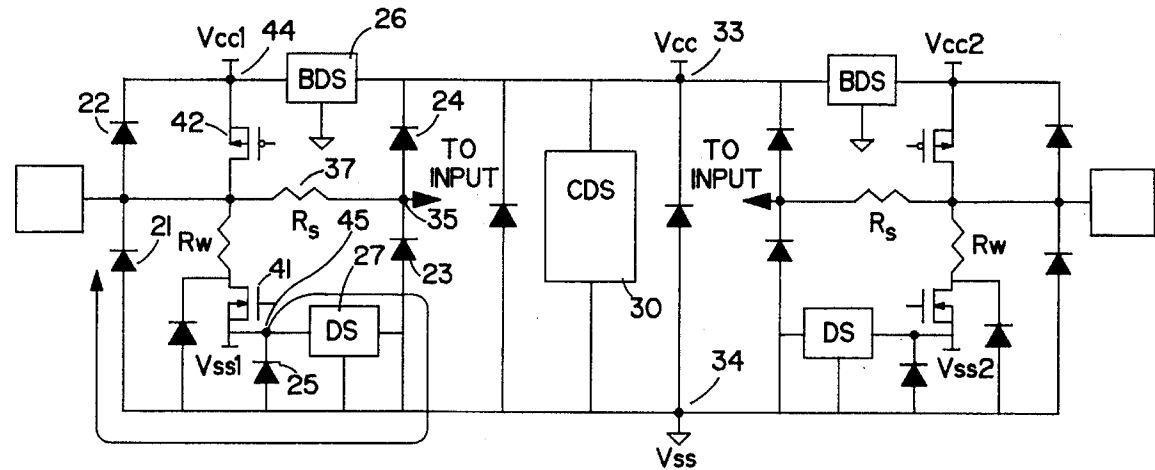 Vcc1
44
26
Vcc
33
Vcc2
BDS
BDS
22
42
24
37
TO
INPUT
CDS
TO
INPUT
Rs
35
Rs
21
Rw
45
41
27
23
30
Rw
DS
DS
Vss1
25
34
Vss2
Vss